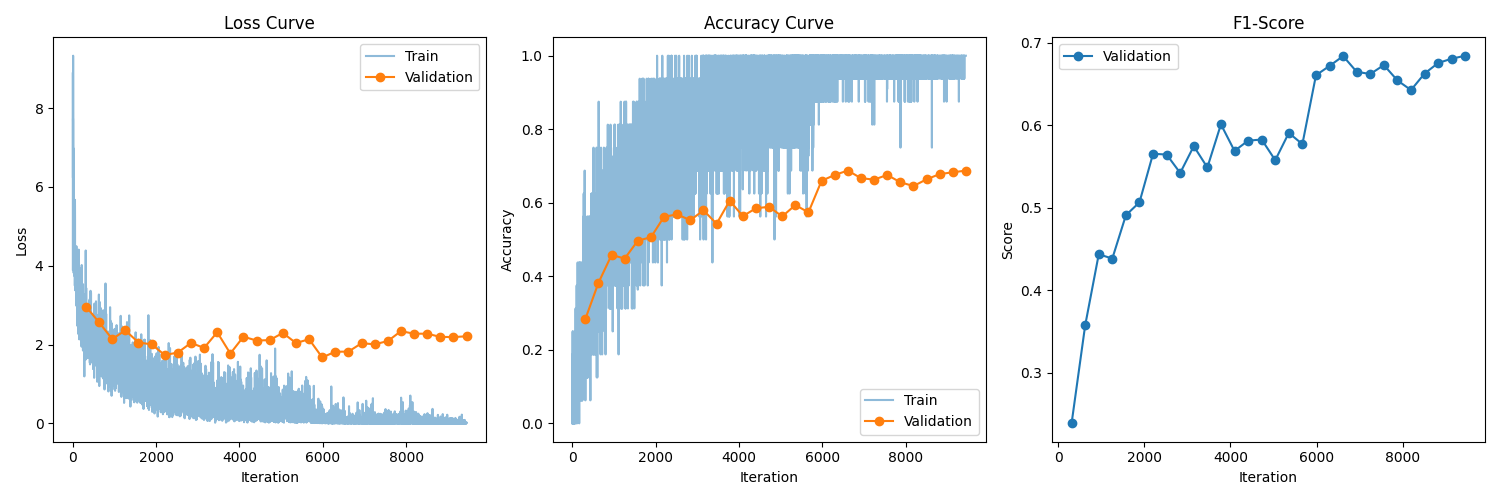 Loss Curve
Train
Validation
8
6
4
2
0
Loss
0 2000 4000 6000 8000
Iteration
Accuracy Curve
1.0
0.8
0.6
0.4
0.2
0.0
Accuracy
Train
Validation
0 2000 4000 6000 8000
Iteration
F1-Score
Validation
0.7
0.6
0.5
0.4
0.3
Score
0 2000 4000 6000 8000
Iteration